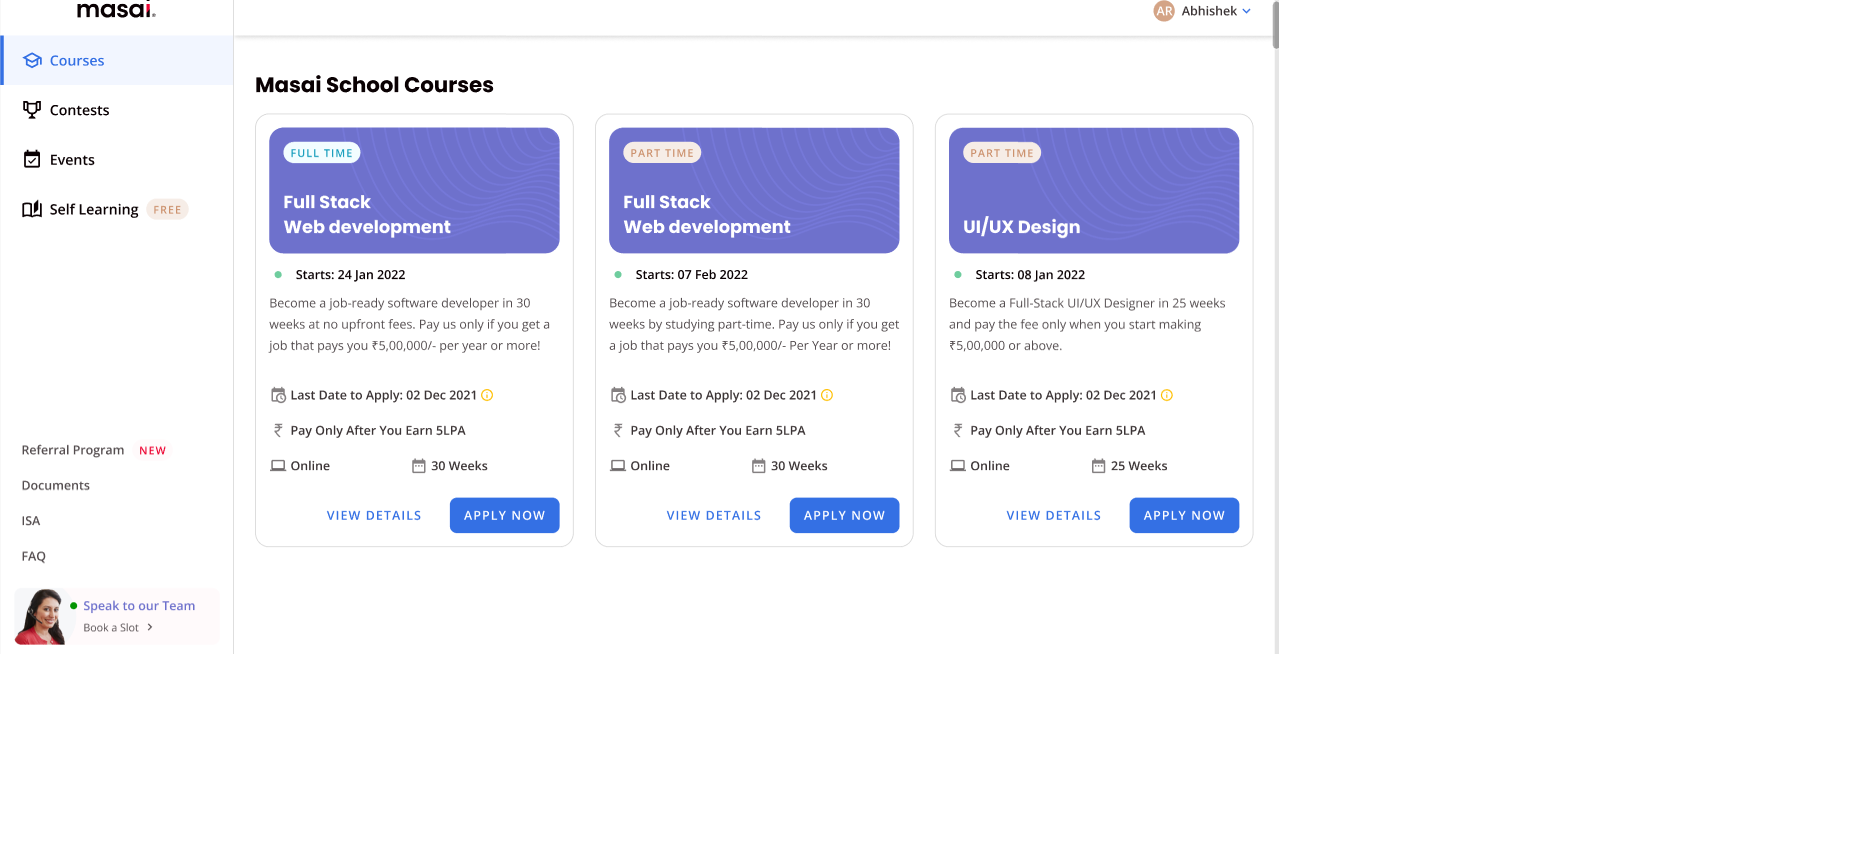 masai.
AR Abhishek
Courses
Contests
Events
Self Learning FREE
Referral Program NEW
Documents
ISA
FAQ
Speak to our Team
Book a Slot
Masai School Courses
FULL TIME
Full Stack
Web development
Starts: 24 Jan 2022
Become a job-ready software developer in 30
weeks at no upfront fees. Pay us only if you get a
job that pays you ₹5,00,000/- per year or more!
Last Date to Apply: 02 Dec 2021
₹ Pay Only After You Earn 5LPA
Online 30 Weeks
VIEW DETAILS APPLY NOW
PART TIME
Full Stack
Web development
Starts: 07 Feb 2022
Become a job-ready software developer in 30
weeks by studying part-time. Pay us only if you get
a job that pays you ₹5,00,000/- Per Year or more!
Last Date to Apply: 02 Dec 2021
₹ Pay Only After You Earn 5LPA
Online 30 Weeks
VIEW DETAILS APPLY NOW
PART TIME
UI/UX Design
Starts: 08 Jan 2022
Become a Full-Stack UI/UX Designer in 25 weeks
and pay the fee only when you start making
₹5,00,000 or above.
Last Date to Apply: 02 Dec 2021
₹ Pay Only After You Earn 5LPA
Online 25 Weeks
VIEW DETAILS APPLY NOW